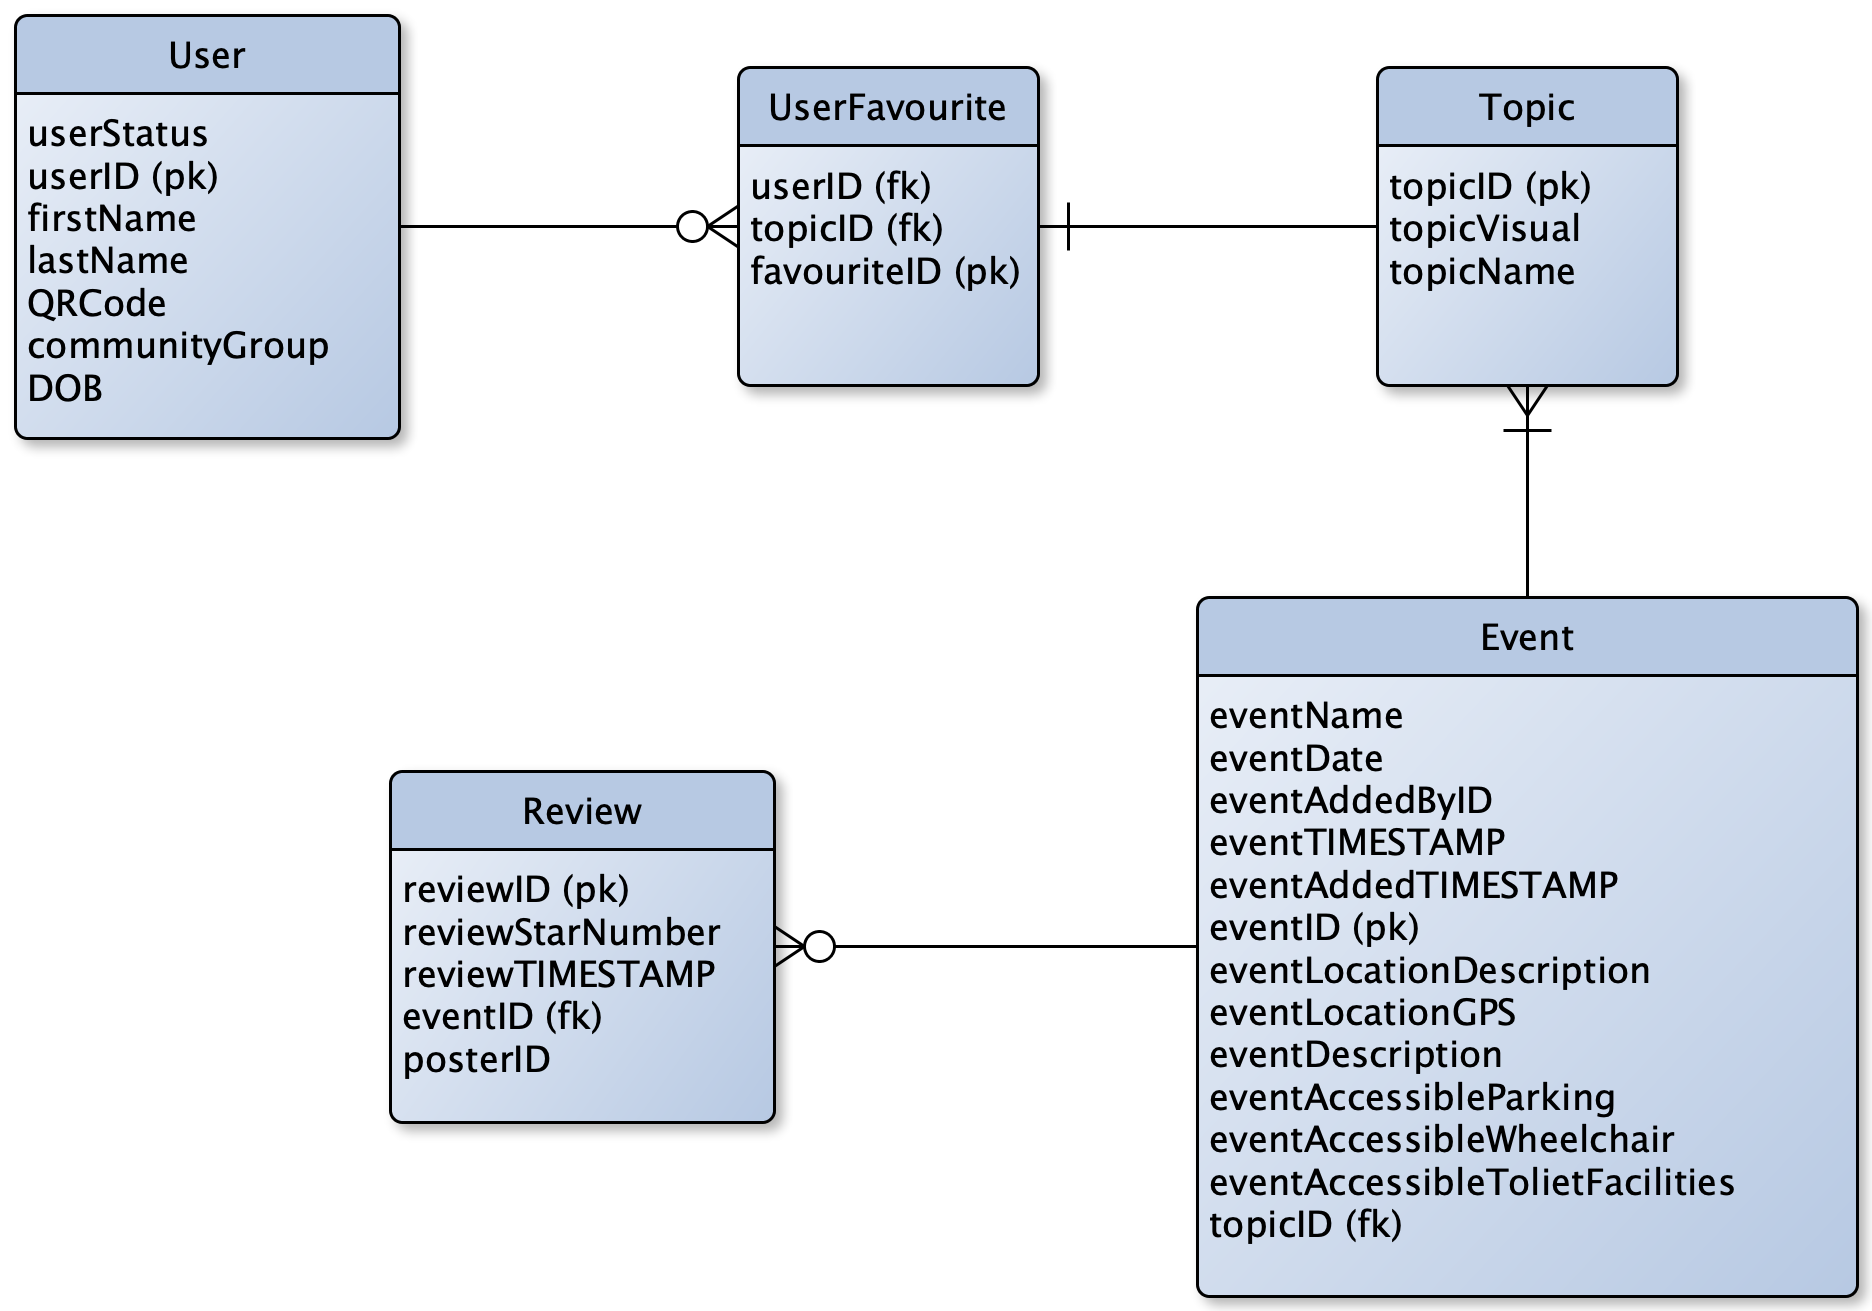 User
userStatus
userID (pk)
firstName
lastName
QRCode
communityGroup
DOB
UserFavourite
userID (fk)
topicID (fk)
favouriteID (pk)
Topic
topicID (pk)
topicVisual
topicName
Review
reviewID (pk)
reviewStarNumber
reviewTIMESTAMP
eventID (fk)
posterID
Event
eventName
eventDate
eventAddedByID
eventTIMESTAMP
eventAddedTIMESTAMP
eventID (pk)
eventLocationDescription
eventLocationGPS
eventDescription
eventAccessibleParking
eventAccessibleWheelchair
eventAccessibleTolietFacilities
topicID (fk)